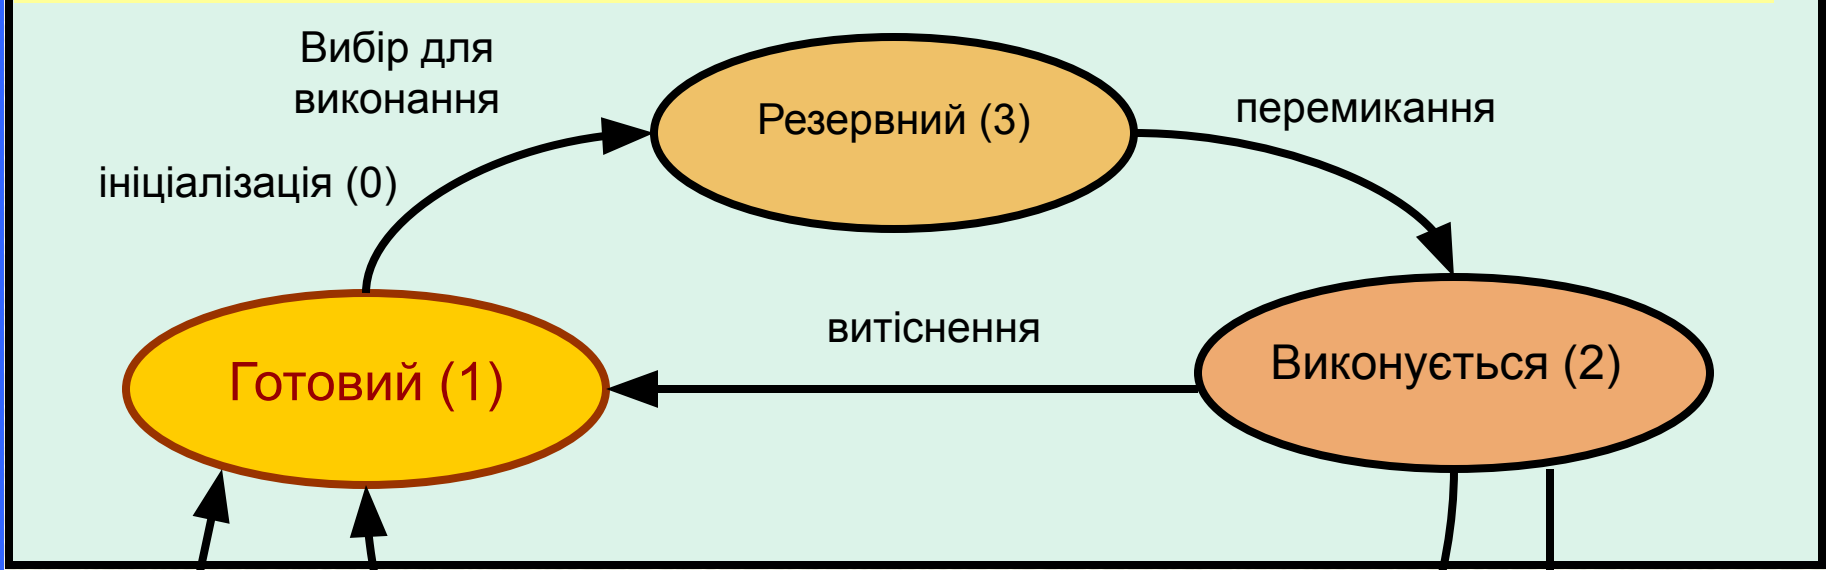 Вибір для
виконання
Резервний (3)
перемикання
ініціалізація (0)
витіснення
Готовий (1)
Виконується (2)